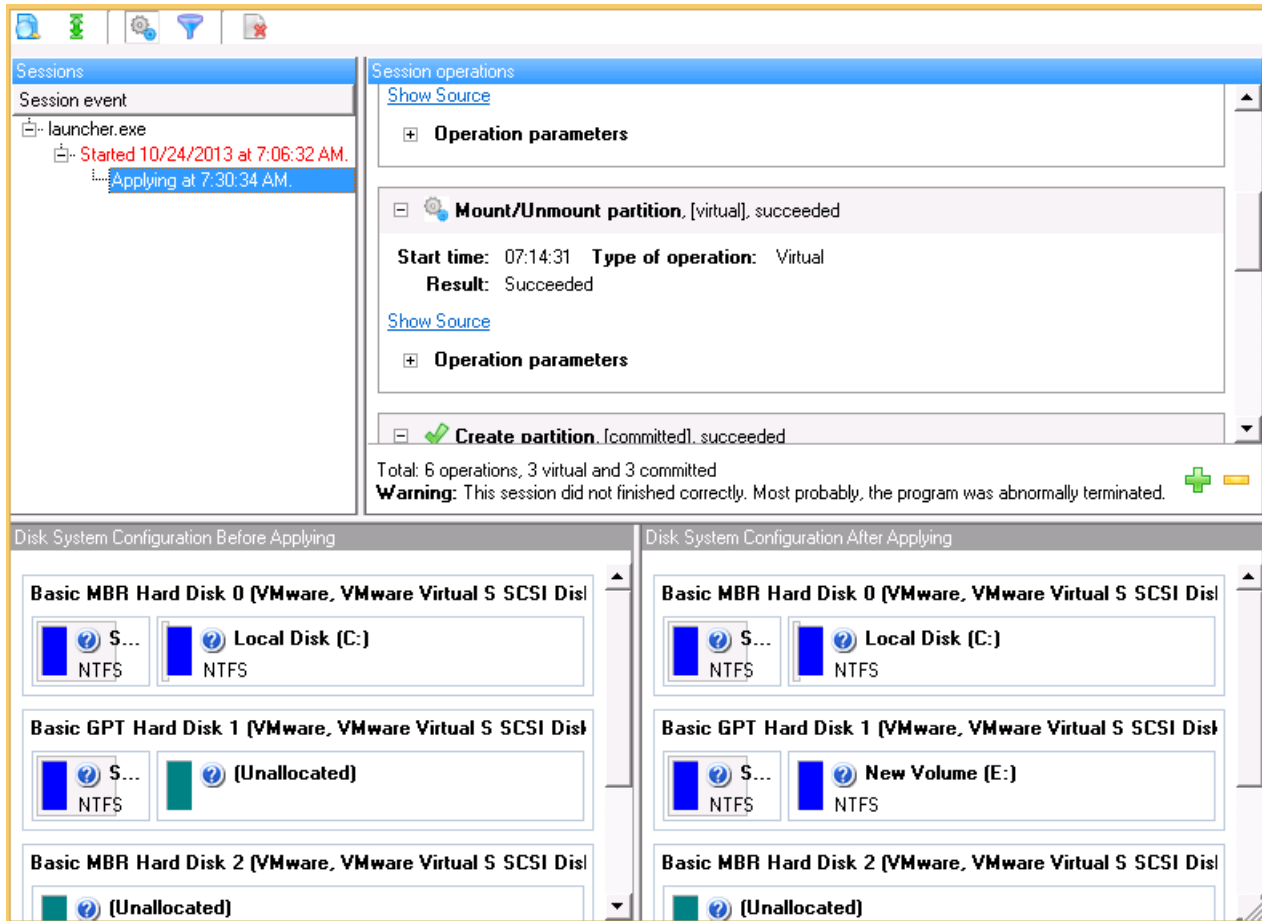 Sessions
Session event
launcher.exe
Started 10/24/2013 at 7:06:32 AM.
Applying at 7:30:34 AM.
Session operations
Show Source
Operation parameters
Mount/Unmount partition, [virtual], succeeded
Start time: 07:14:31 Type of operation: Virtual
Result: Succeeded
Show Source
Operation parameters
Create partition, [committed], succeeded
Total: 6 operations, 3 virtual and 3 committed
Warning: This session did not finished correctly. Most probably, the program was abnormally terminated.
Disk System Configuration Before Applying
Basic MBR Hard Disk 0 (VMware, VMware Virtual S SCSI Disk
S... Local Disk (C:)
NTFS NTFS
Basic GPT Hard Disk 1 (VMware, VMware Virtual S SCSI Disk
S... (Unallocated)
NTFS
Basic MBR Hard Disk 2 (VMware, VMware Virtual S SCSI Disk
(Unallocated)
Disk System Configuration After Applying
Basic MBR Hard Disk 0 (VMware, VMware Virtual S SCSI Disk
S... Local Disk (C:)
NTFS NTFS
Basic GPT Hard Disk 1 (VMware, VMware Virtual S SCSI Disk
S... New Volume (E:)
NTFS NTFS
Basic MBR Hard Disk 2 (VMware, VMware Virtual S SCSI Disk
(Unallocated)